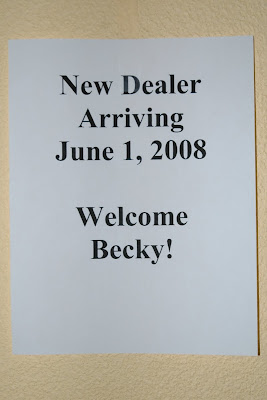 New Dealer
Arriving
June 1, 2008
Welcome
Becky!